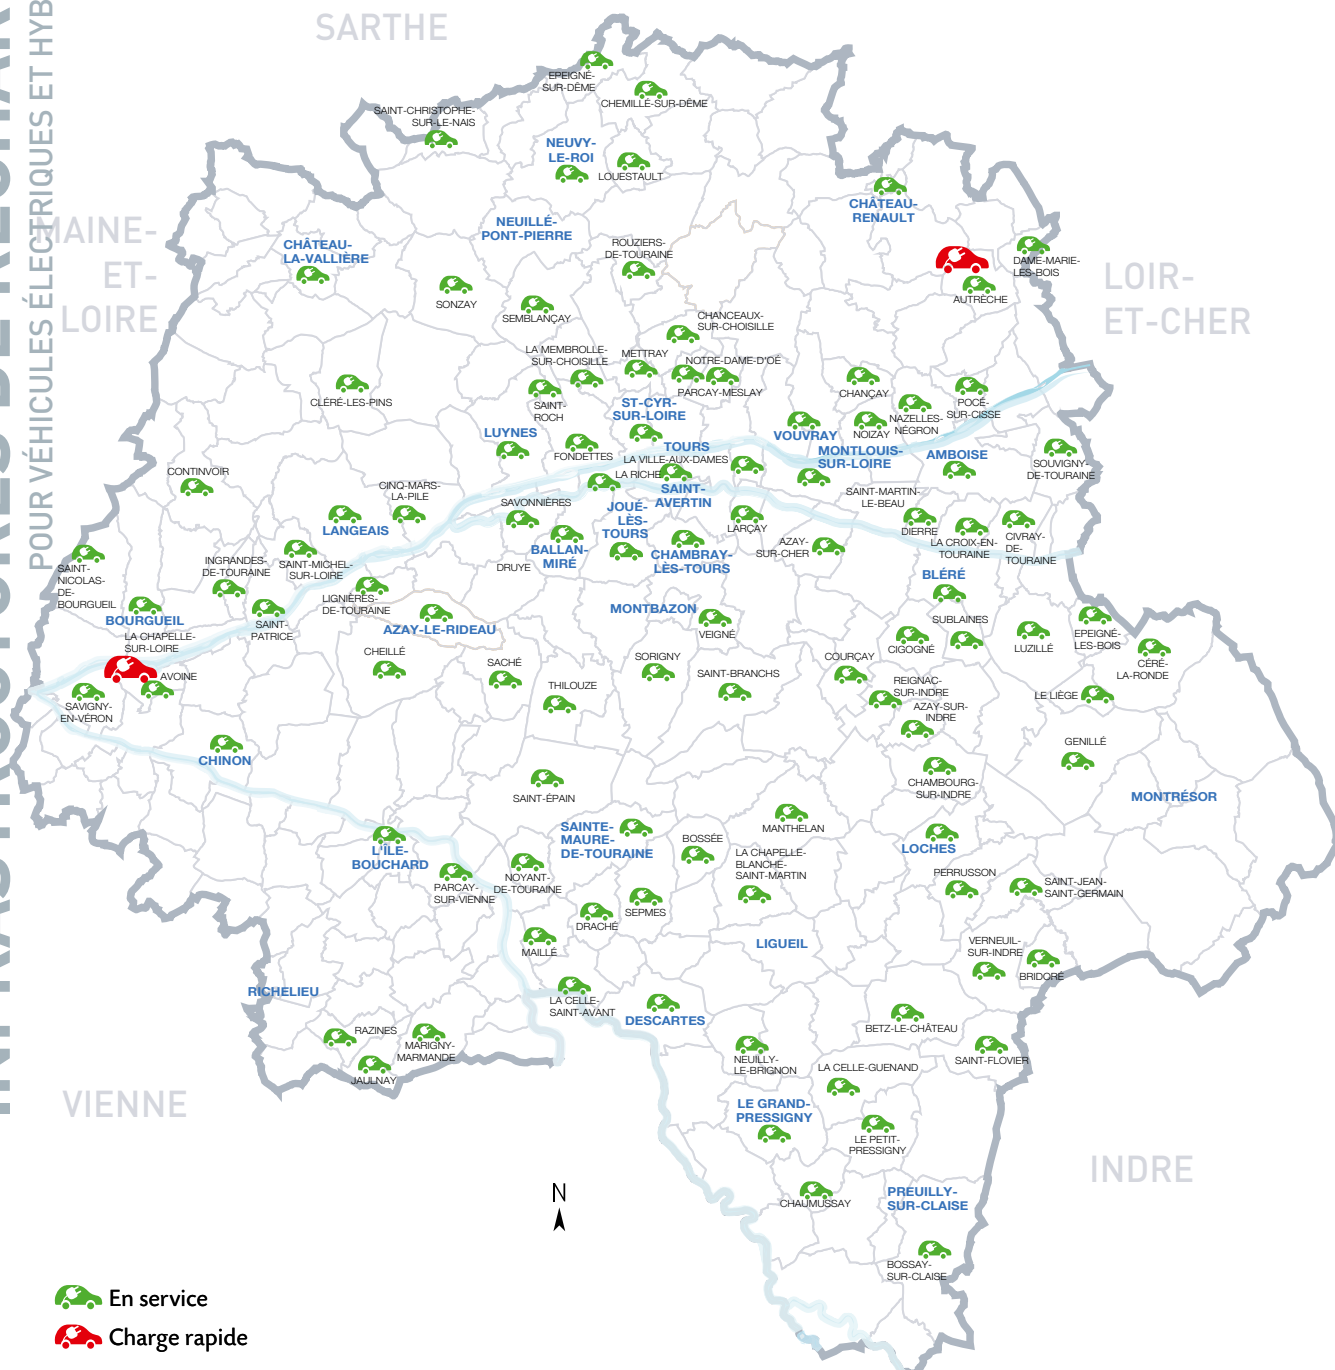 SARTHE
MAINE-
ET-
LOIRE
LOIR-
ET-CHER
VIENNE
INDRE
POUR VÉHICULES ÉLECTRIQUES ET HYB
EPEIGNÉ-
SUR-DÊME
CHEMILLÉ-SUR-DÊME
SAINT-CHRISTOPHE-
SUR-LE-NAIS
NEUVY-
LE-ROI
LOUESTAULT
CHÂTEAU-
RENAULT
NEUILLÉ-
PONT-PIERRE
CHÂTEAU-
LA-VALLIÈRE
ROUZIERS-
DE-TOURAINE
DAME-MARIE-
LES-BOIS
AUTRÈCHE
SONZAY
SEMBLANÇAY
CHANCEAUX-
SUR-CHOISILLE
LA MEMBROLLE-
SUR-CHOISILLE
METTRAY
NOTRE-DAME-D'OÉ
PARCAY-MESLAY
CLÉRÉ-LES-PINS
SAINT-
ROCH
ST-CYR-
SUR-LOIRE
CHANÇAY
NAZELLES-
NÉGRON
POCÉ-
SUR-CISSE
NOIZAY
LUYNES
FONDETTES
TOURS
VOUVRAY
MONTLOUIS-
SUR-LOIRE
AMBOISE
SOUVIGNY-
DE-TOURAINE
LA VILLE-AUX-DAMES
LA RICHE
CONTINVOIR
CINQ-MARS-
LA-PILE
LANGEAIS
SAVONNIÈRES
SAINT-
AVERTIN
JOUÉ-
LÈS-
TOURS
LARÇAY
SAINT-MARTIN-
LE-BEAU
DIERRE
LA CROIX-EN-
TOURAINE
CIVRAY-
DE-
TOURAINE
AZAY-
SUR-CHER
BALLAN-
MIRÉ
CHAMBRAY-
LÈS-TOURS
DRUYE
SAINT-
NICOLAS-
DE-
BOURGUEIL
INGRANDES-
DE-TOURAINE
SAINT-MICHEL-
SUR-LOIRE
LIGNIÈRES-
DE-TOURAINE
BLÉRÉ
BOURGUEIL
SAINT-
PATRICE
AZAY-LE-RIDEAU
MONTBAZON
VEIGNÉ
SUBLAINES
CIGOGNÉ
LUZILLÉ
EPEIGNÉ-
LES-BOIS
CÉRÉ-
LA-RONDE
LA CHAPELLE-
SUR-LOIRE
AVOINE
SAVIGNY-
EN-VÉRON
CHEILLÉ
SACHÉ
THILOUZE
SORIGNY
SAINT-BRANCHS
COURÇAY
REIGNAC-
SUR-INDRE
AZAY-SUR-
INDRE
LE LIÈGE
GENILLÉ
CHINON
SAINT-ÉPAIN
CHAMBOURG-
SUR-INDRE
MONTRÉSOR
SAINTE-
MAURE-
DE-TOURAINE
BOSSÉE
MANTHELAN
LA CHAPELLE-
BLANCHE-
SAINT-MARTIN
LOCHES
L'ÎLE-
BOUCHARD
PARCAY-
SUR-VIENNE
NOYANT-
DE-TOURAINE
PERRUSSON
SAINT-JEAN-
SAINT-GERMAIN
SEPMES
DRACHÉ
MAILLÉ
LIGUEIL
VERNEUIL-
SUR-INDRE
BRIDORÉ
RICHELIEU
LA CELLE-
SAINT-AVANT
DESCARTES
BETZ-LE-CHÂTEAU
RAZINES
MARIGNY-
MARMANDE
JAULNAY
NEUILLY-
LE-BRIGNON
LA CELLE-GUENAND
SAINT-FLOVIER
LE GRAND-
PRESSIGNY
LE PETIT-
PRESSIGNY
CHAUMUSSAY
PREUILLY-
SUR-CLAISE
BOSSAY-
SUR-CLAISE
N
En service
Charge rapide